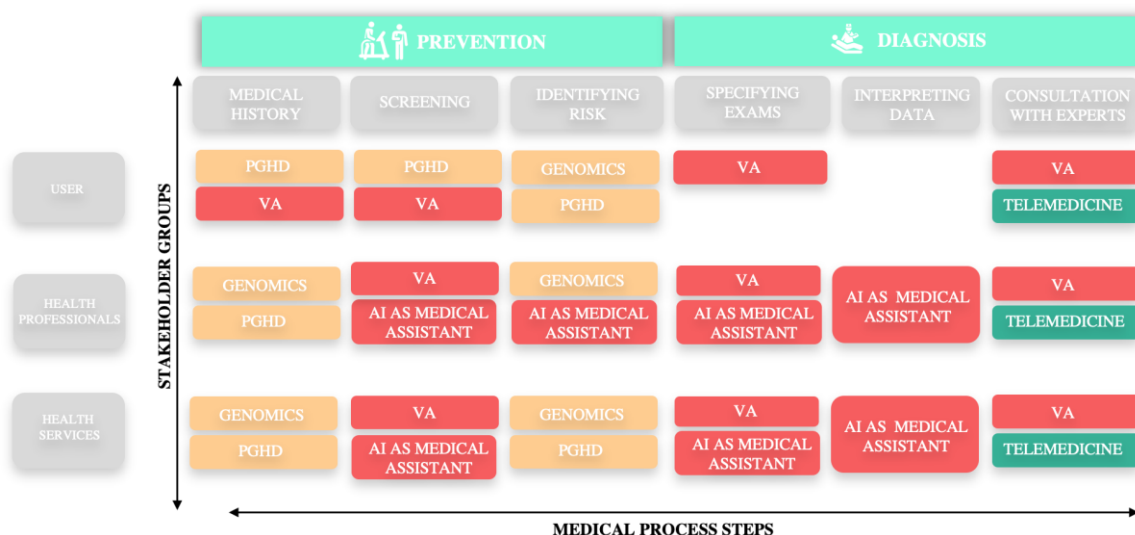 PREVENTION
DIAGNOSIS
MEDICAL
HISTORY
SCREENING
IDENTIFYING
RISK
SPECIFYING
EXAMS
INTERPRETING
DATA
CONSULTATION
WITH EXPERTS
STAKEHOLDER GROUPS
USER
PGHD
PGHD
GENOMICS
VA
VA
VA
VA
PGHD
TELEMEDICINE
HEALTH
PROFESSIONALS
GENOMICS
VA
GENOMICS
VA
AI AS MEDICAL
ASSISTANT
VA
PGHD
AI AS MEDICAL
ASSISTANT
AI AS MEDICAL
ASSISTANT
AI AS MEDICAL
ASSISTANT
TELEMEDICINE
HEALTH
SERVICES
GENOMICS
VA
GENOMICS
VA
AI AS MEDICAL
ASSISTANT
VA
PGHD
AI AS MEDICAL
ASSISTANT
PGHD
AI AS MEDICAL
ASSISTANT
TELEMEDICINE
MEDICAL PROCESS STEPS